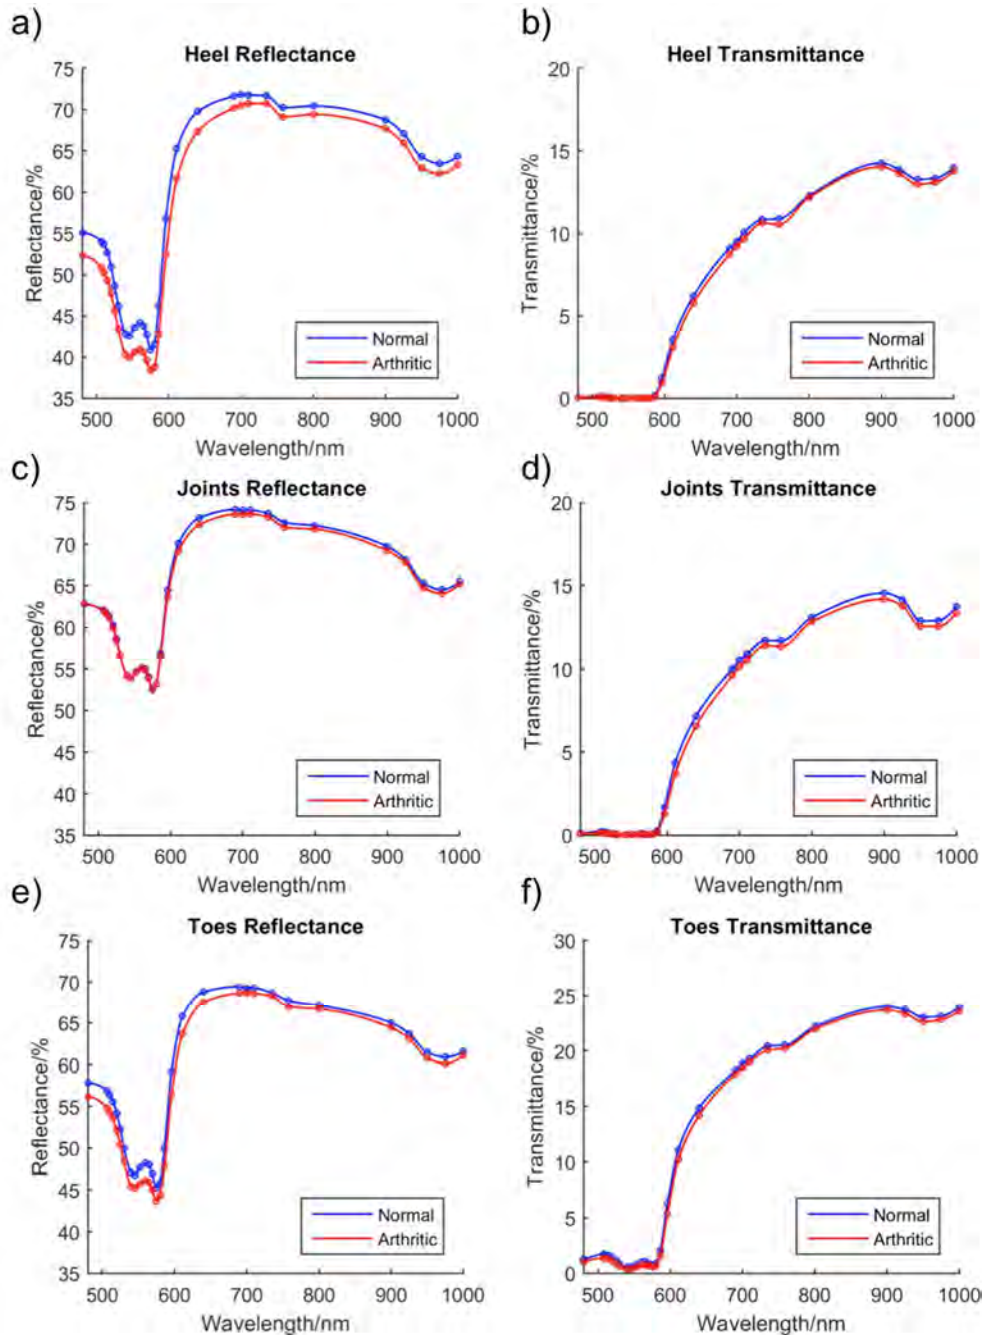 a)
Heel Reflectance
75
70
65
60
55
50
45
40
35
Reflectance/%
Normal
Arthritic
500 600 700 800 900 1000
Wavelength/nm
b)
Heel Transmittance
20
15
10
5
0
Transmittance/%
Normal
Arthritic
500 600 700 800 900 1000
Wavelength/nm
c)
Joints Reflectance
75
70
65
60
55
50
45
40
35
Reflectance/%
Normal
Arthritic
500 600 700 800 900 1000
Wavelength/nm
d)
Joints Transmittance
20
15
10
5
0
Transmittance/%
Normal
Arthritic
500 600 700 800 900 1000
Wavelength/nm
e)
Toes Reflectance
75
70
65
60
55
50
45
40
35
Reflectance/%
Normal
Arthritic
500 600 700 800 900 1000
Wavelength/nm
f)
Toes Transmittance
30
25
20
15
10
5
0
Transmittance/%
Normal
Arthritic
500 600 700 800 900 1000
Wavelength/nm